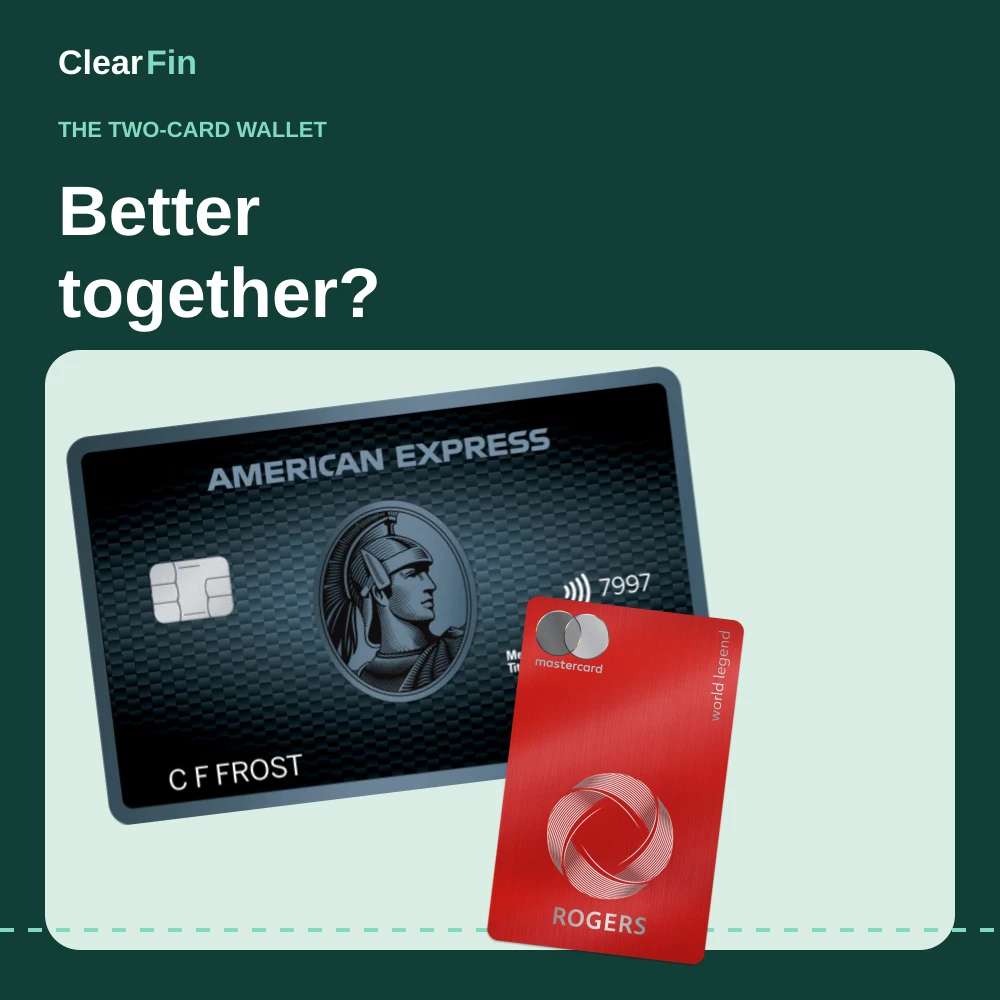 ClearFin
THE TWO-CARD WALLET
Better
together?
AMERICAN EXPRESS
7997
C F FROST
mastercard
world legend
ROGERS